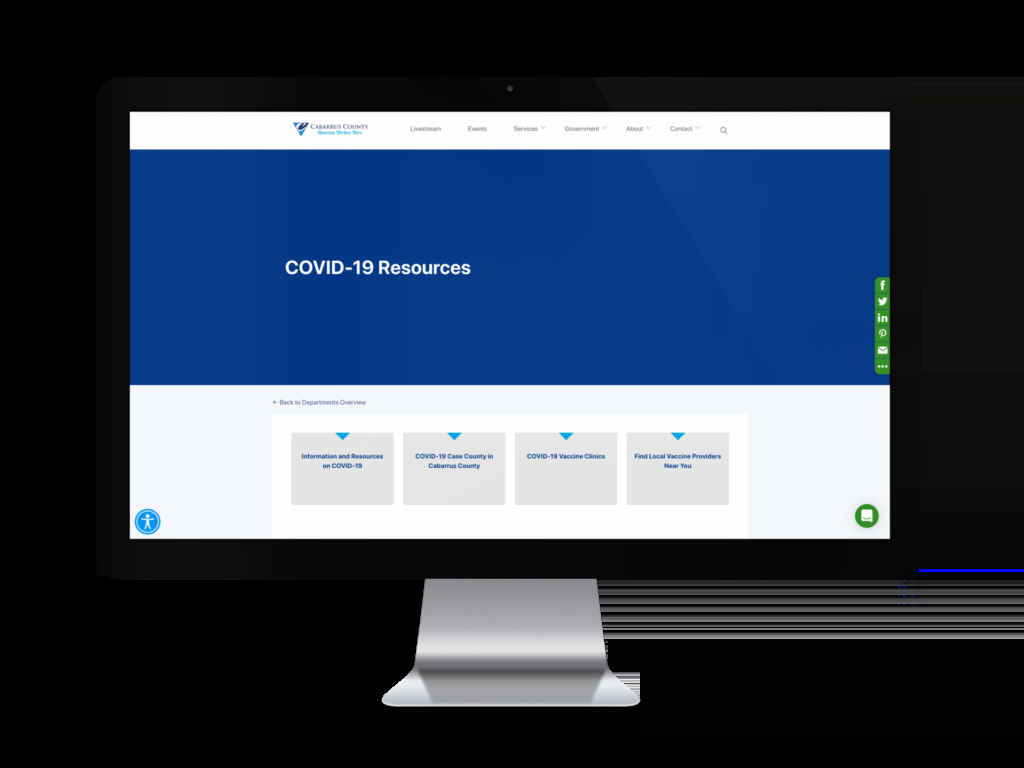 CABARRUS COUNTY
America Thrives Here
Livestream Events Services Government About Contact
COVID-19 Resources
← Back to Departments Overview
Information and Resources
on COVID-19
COVID-19 Case County in
Cabarrus County
COVID-19 Vaccine Clinics
Find Local Vaccine Providers
Near You